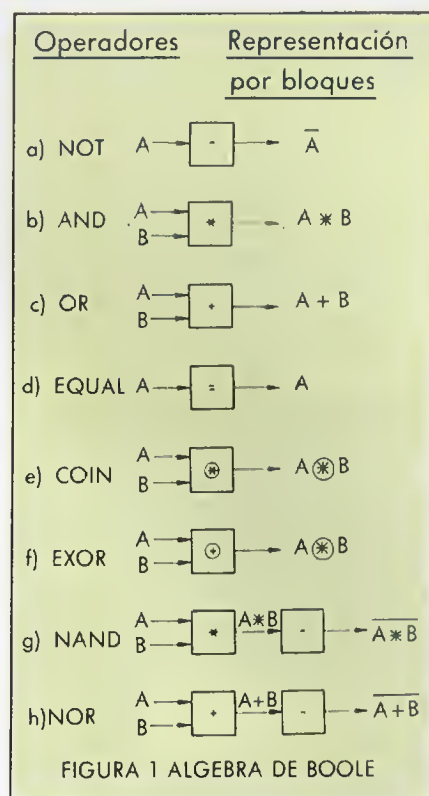 Operadores Representación
por bloques
a) NOT A - A̅
b) AND A B * A * B
c) OR A B + A + B
d) EQUAL A = A
e) COIN A B ⊛ A ⊛ B
f) EXOR A B ⊕ A ⊛ B
g) NAND A B * A*B - A̅ ̅*̅ ̅B̅
h)NOR A B + A+B - A̅ ̅+̅ ̅B̅
FIGURA 1 ALGEBRA DE BOOLE